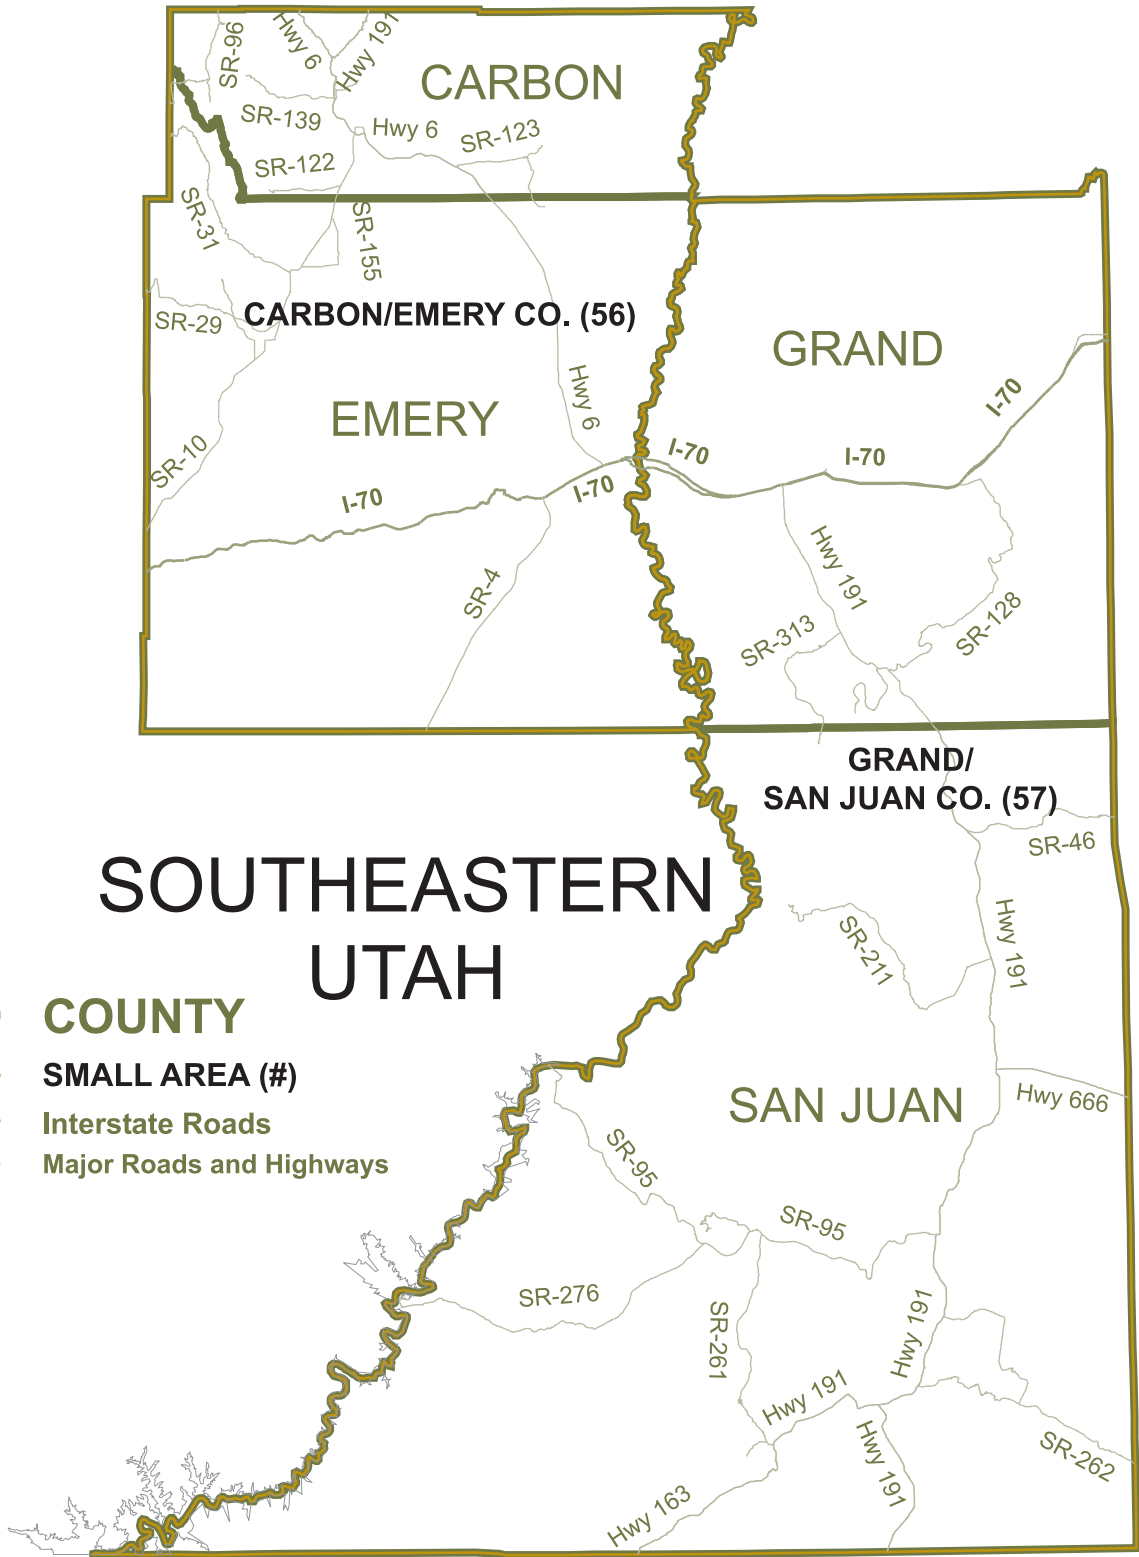 SR-96
Hwy 6
Hwy 191
CARBON
SR-139
Hwy 6
SR-123
SR-122
SR-31
SR-155
CARBON/EMERY CO. (56)
SR-29
GRAND
EMERY
Hwy 6
I-70
SR-10
I-70
I-70
I-70
I-70
Hwy 191
SR-4
SR-313
SR-128
GRAND/
SAN JUAN CO. (57)
SR-46
SOUTHEASTERN
UTAH
SR-211
Hwy 191
COUNTY
SMALL AREA (#)
Interstate Roads
Major Roads and Highways
SAN JUAN
Hwy 666
SR-95
SR-95
SR-276
SR-261
Hwy 191
Hwy 191
Hwy 191
SR-262
Hwy 163